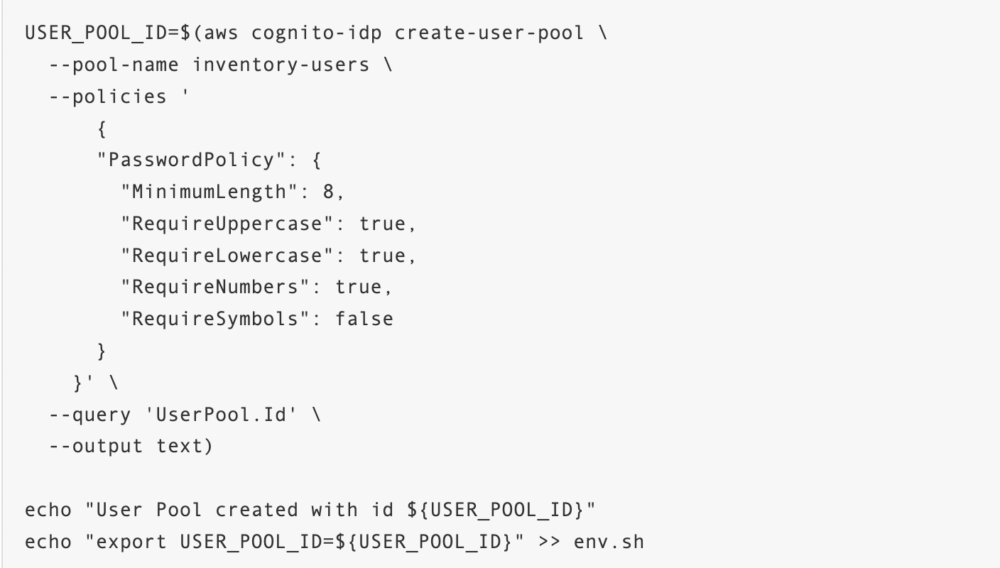 USER_POOL_ID=$(aws cognito-idp create-user-pool \
  --pool-name inventory-users \
  --policies '
      {
      "PasswordPolicy": {
        "MinimumLength": 8,
        "RequireUppercase": true,
        "RequireLowercase": true,
        "RequireNumbers": true,
        "RequireSymbols": false
      }
    }' \
  --query 'UserPool.Id' \
  --output text)

echo "User Pool created with id ${USER_POOL_ID}"
echo "export USER_POOL_ID=${USER_POOL_ID}" >> env.sh